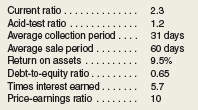 Current ratio . . . . . . . . . . . . . 2.3
Acid-test ratio . . . . . . . . . . . . 1.2
Average collection period . . . . 31 days
Average sale period . . . . . . . . 60 days
Return on assets . . . . . . . . . . 9.5%
Debt-to-equity ratio . . . . . . . . 0.65
Times interest earned . . . . . . . 5.7
Price-earnings ratio . . . . . . . . 10